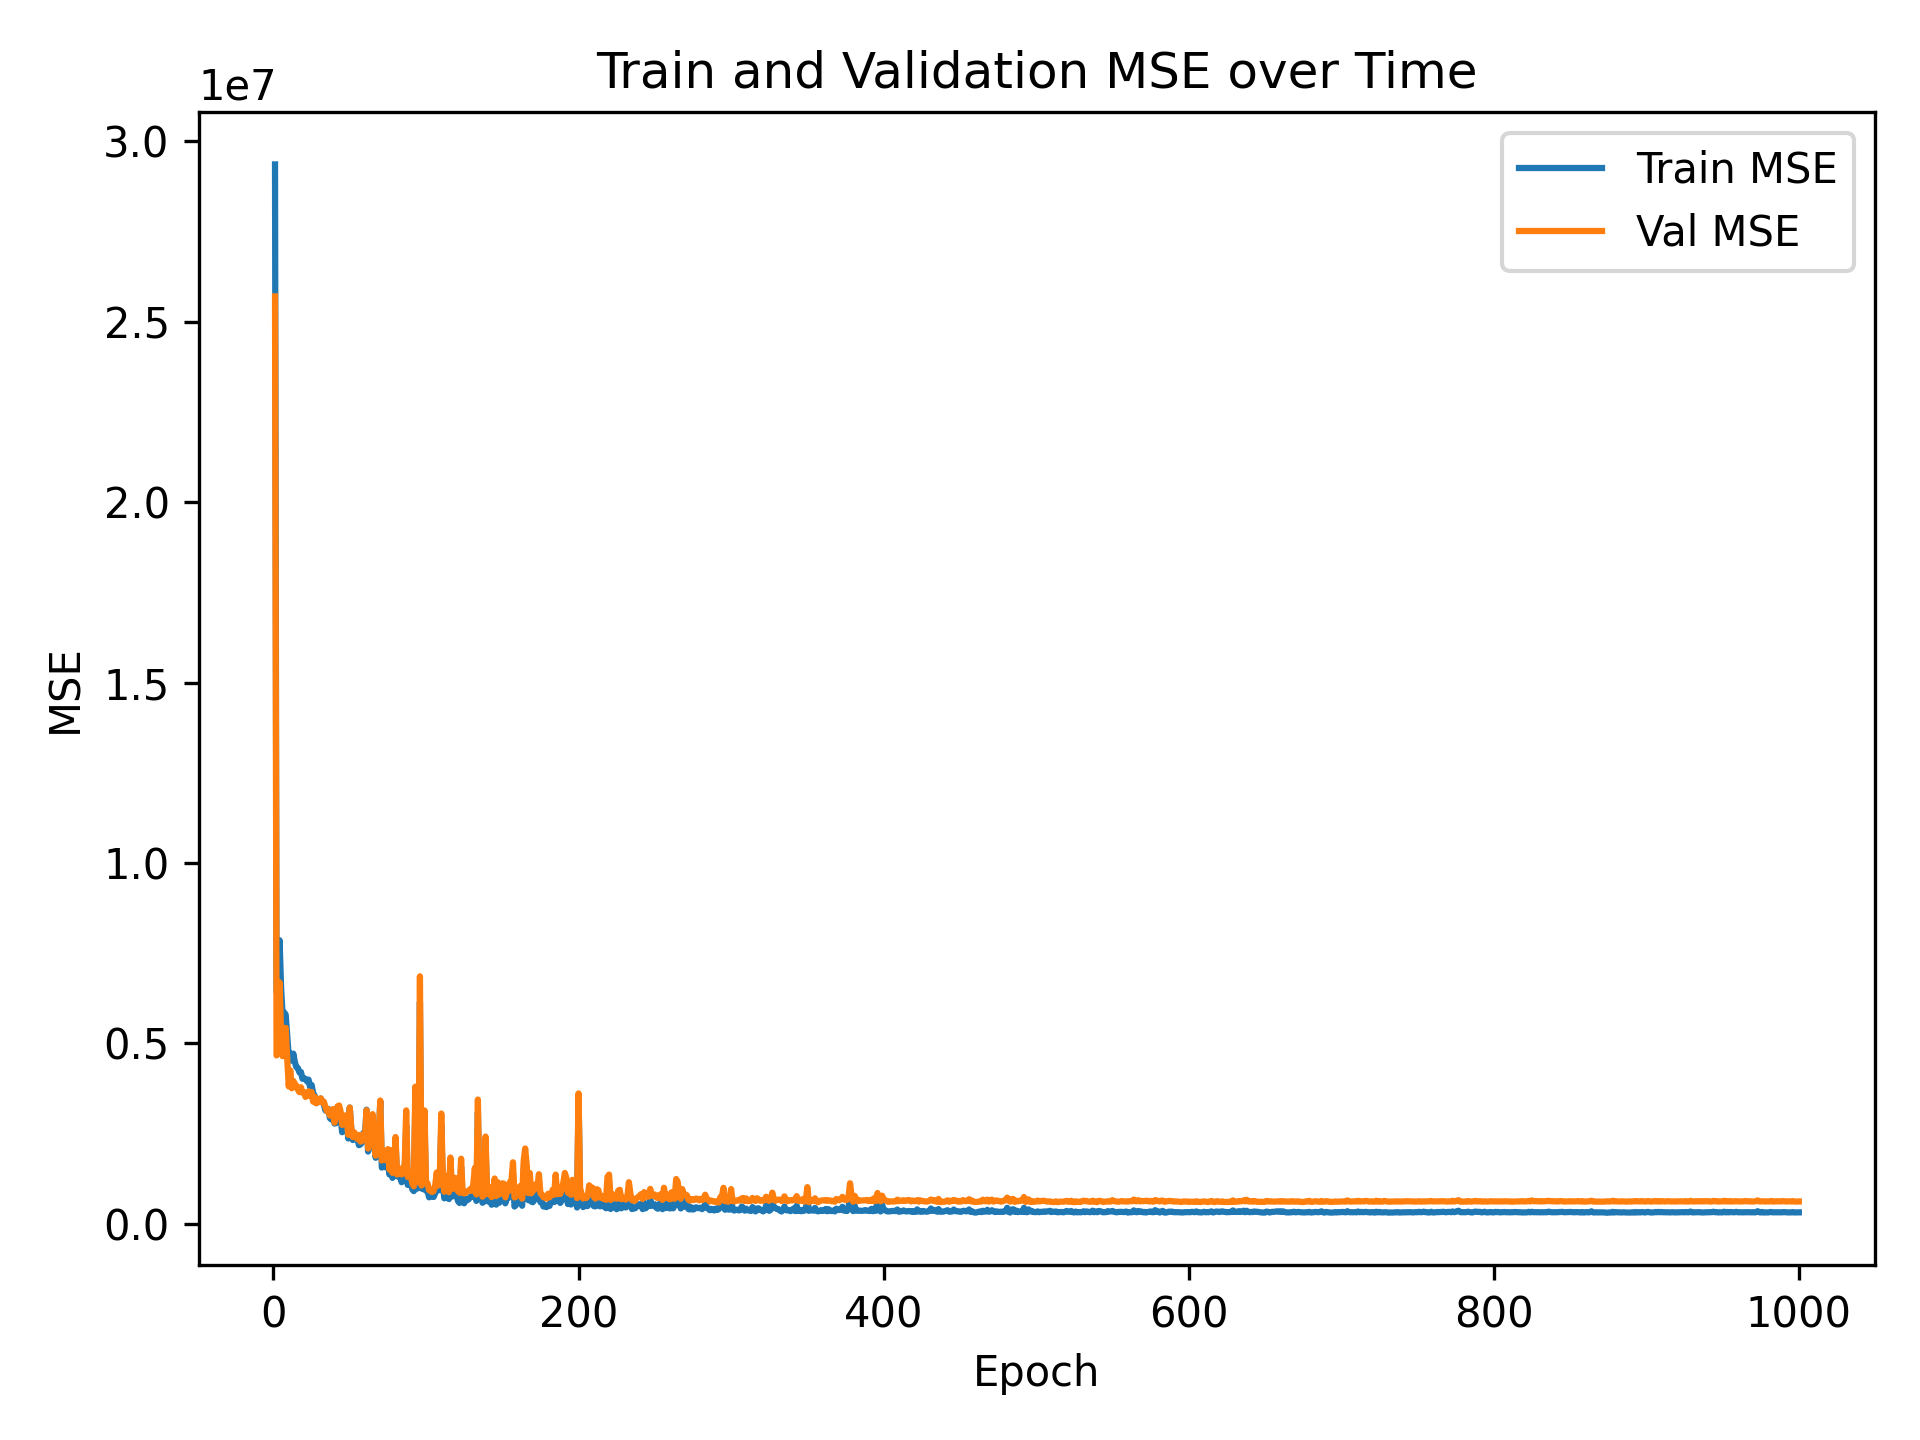 Train and Validation MSE over Time
1e7
3.0
2.5
2.0
1.5
1.0
0.5
0.0
MSE
0 200 400 600 800 1000
Epoch
Train MSE
Val MSE